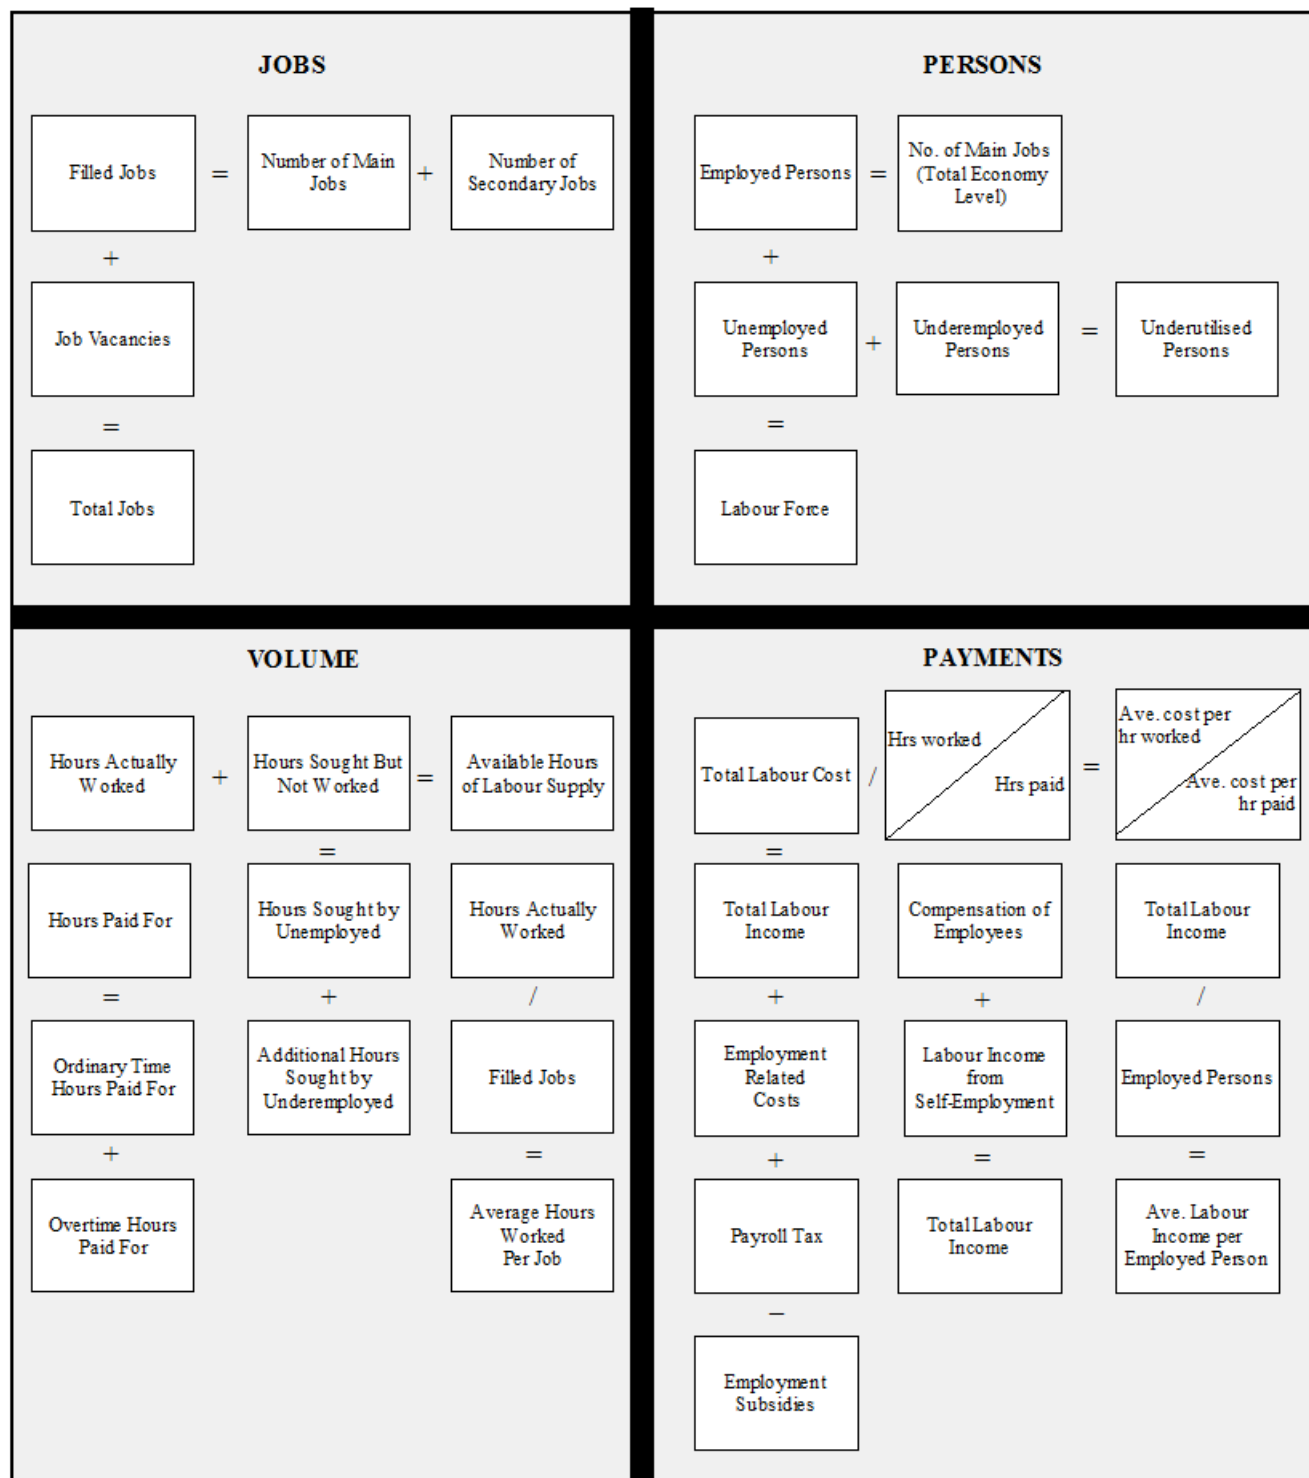 JOBS
Filled Jobs
=
Number of Main
Jobs
+
Number of
Secondary Jobs
+
Job Vacancies
=
Total Jobs
PERSONS
Employed Persons
=
No. of Main Jobs
(Total Economy
Level)
+
Unemployed
Persons
+
Underemployed
Persons
=
Underutilised
Persons
=
Labour Force
VOLUME
Hours Actually
Worked
+
Hours Sought But
Not Worked
=
Available Hours
of Labour Supply
Hours Paid For
=
Ordinary Time
Hours Paid For
+
Overtime Hours
Paid For
=
Hours Sought by
Unemployed
+
Additional Hours
Sought by
Underemployed
Hours Actually
Worked
/
Filled Jobs
=
Average Hours
Worked
Per Job
PAYMENTS
Total Labour Cost
/
Hrs worked
Hrs paid
=
Ave. cost per
hr worked
Ave. cost per
hr paid
=
Total Labour
Income
+
Employment
Related
Costs
+
Payroll Tax
−
Employment
Subsidies
Compensation of
Employees
+
Labour Income
from
Self-Employment
=
Total Labour
Income
Total Labour
Income
/
Employed Persons
=
Ave. Labour
Income per
Employed Person